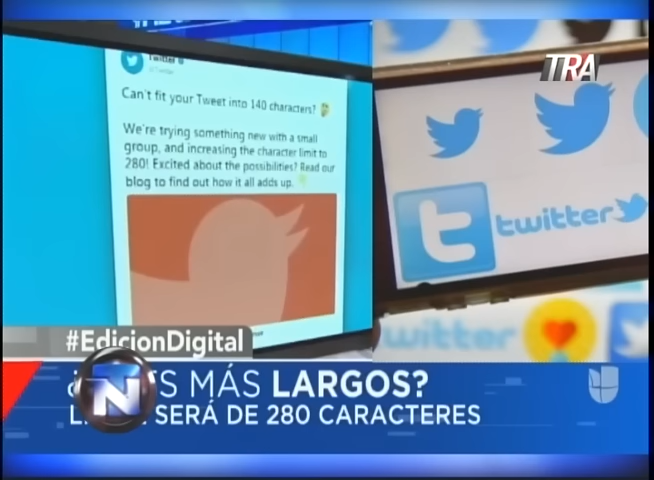 Twitter
Can't fit your Tweet into 140 characters?
We're trying something new with a small
group, and increasing the character limit to
280! Excited about the possibilities? Read our
blog to find out how it all adds up.
TRA
t
twitter
twitter
#EdicionDigital
N
MÁS LARGOS?
SERÁ DE 280 CARACTERES